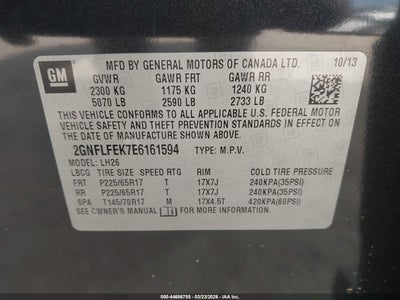 GM
MFD BY GENERAL MOTORS OF CANADA LTD. 10/13
GVWR GAWR FRT GAWR RR
2300 KG 1175 KG 1240 KG
5070 LB 2590 LB 2733 LB
THIS VEHICLE CONFORMS TO ALL APPLICABLE U.S. FEDERAL MOTOR
VEHICLE SAFETY, BUMPER, AND THEFT PREVENTION STANDARDS IN
EFFECT ON THE DATE OF MANUFACTURE SHOWN ABOVE.
2GNFLFEK7E6161594 TYPE: M.P.V.
MODEL: LH26
LBCG TIRE SIZE SPEED RTG RIM COLD TIRE PRESSURE
FRT P225/65R17 T 17X7J 240KPA(35PSI)
RR P225/65R17 T 17X7J 240KPA(35PSI)
SPA T145/70R17 M 17X4.5T 420KPA(60PSI)
SEE OWNER'S MANUAL FOR MORE INFORMATION
000-44686755 - 03/23/2026 - IAA